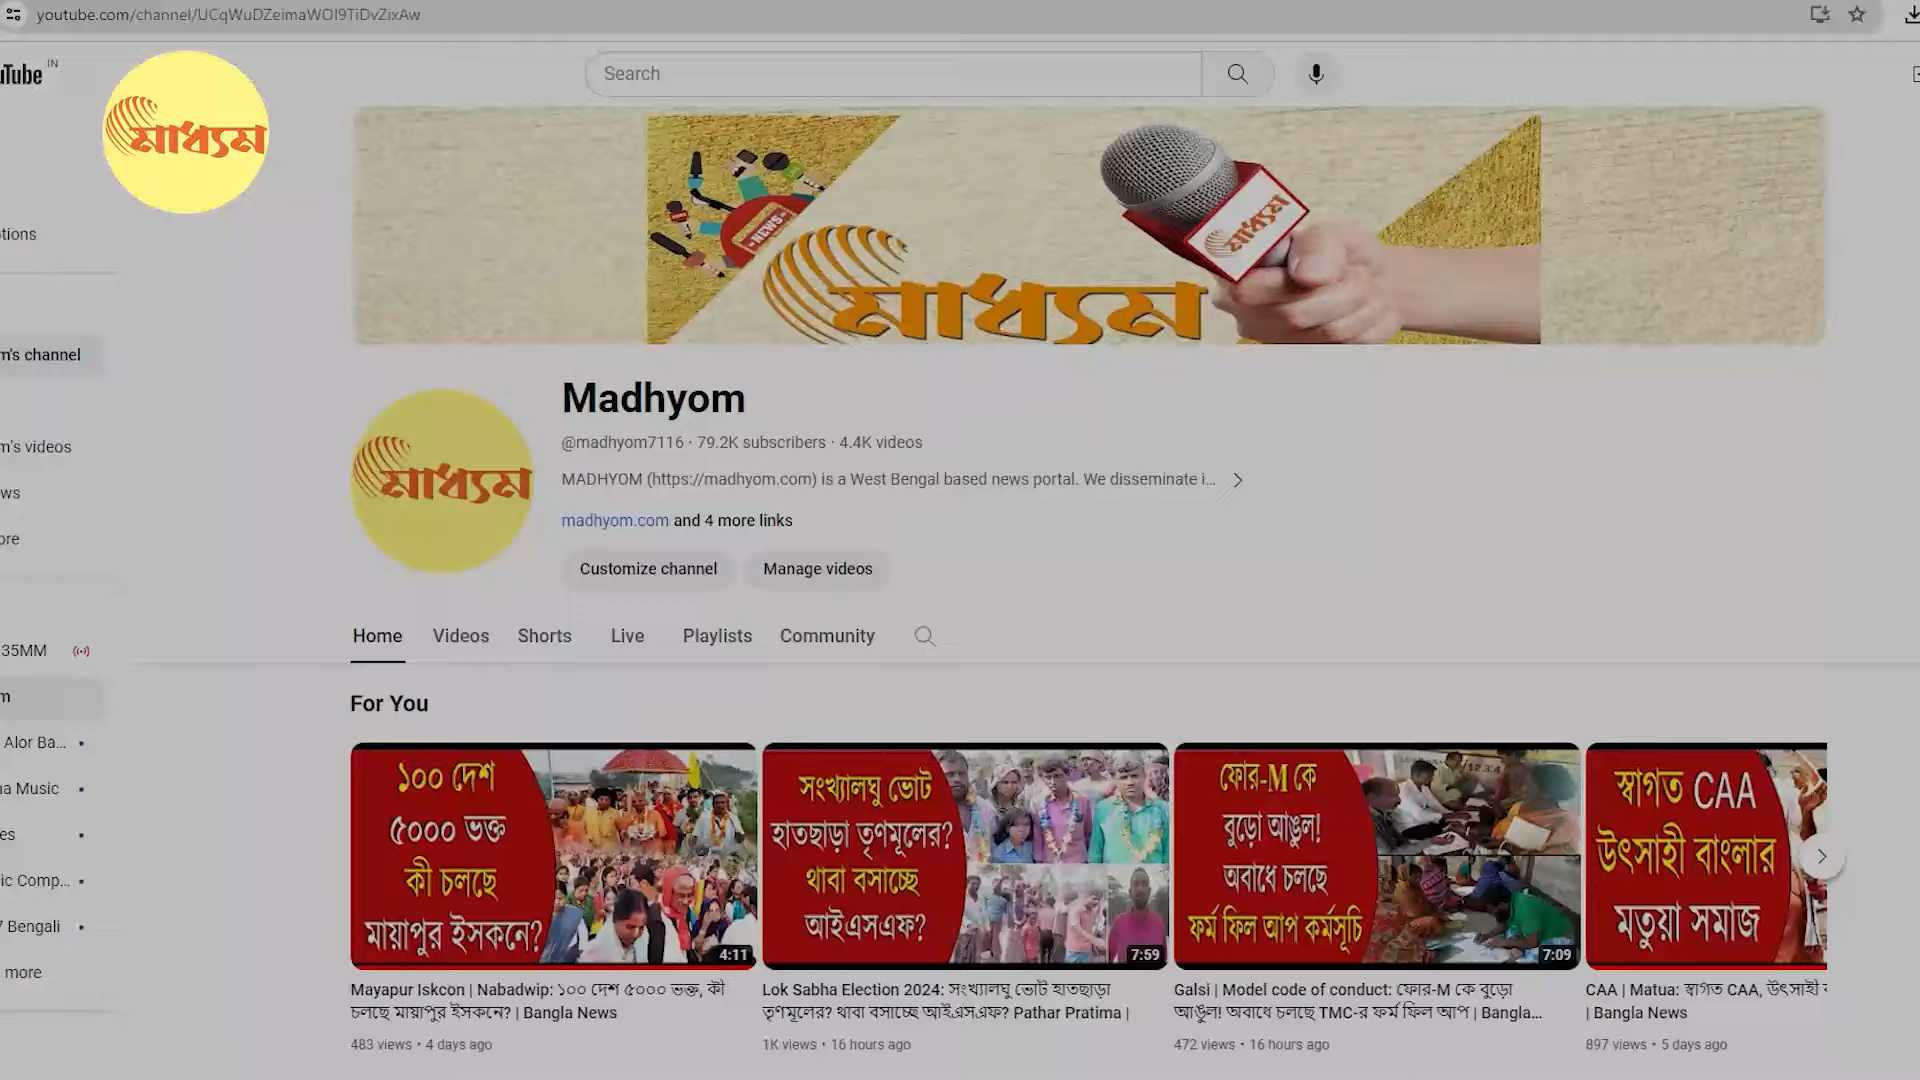 youtube.com/channel/UCqWuDZeimaWOI9TiDvZixAw
uTube IN
Search
মাধ্যম
NEWS
মাধ্যম
মাধ্যম
tions
m's channel
Madhyom
@madhyom7116 · 79.2K subscribers · 4.4K videos
m's videos
মাধ্যম
MADHYOM (https://madhyom.com) is a West Bengal based news portal. We disseminate i...
ws
madhyom.com and 4 more links
ore
Customize channel
Manage videos
Home Videos Shorts Live Playlists Community
35MM
m
For You
Alor Ba...
a Music
es
ic Comp...
7 Bengali
more
১০০ দেশ
৫০০০ ভক্ত
কী চলছে
মায়াপুর ইসকনে?
4:11
সংখ্যালঘু ভোট
হাতছাড়া তৃণমূলের?
থাবা বসাচ্ছে
আইএসএফ?
7:59
ফোর-M কে
বুড়ো আঙুল!
অবাধে চলছে
ফর্ম ফিল আপ কর্মসূচি
7:09
স্বাগত CAA
উৎসাহী বাংলার
মতুয়া সমাজ
Mayapur Iskcon | Nabadwip: ১০০ দেশ ৫০০০ ভক্ত, কী
চলছে মায়াপুর ইসকনে? | Bangla News
483 views • 4 days ago
Lok Sabha Election 2024: সংখ্যালঘু ভোট হাতছাড়া
তৃণমূলের? থাবা বসাচ্ছে আইএসএফ? Pathar Pratima |
1K views • 16 hours ago
Galsi | Model code of conduct: ফোর-M কে বুড়ো
আঙুল! অবাধে চলছে TMC-র ফর্ম ফিল আপ | Bangla...
472 views • 16 hours ago
CAA | Matua: স্বাগত CAA, উৎসাহী
| Bangla News
897 views • 5 days ago